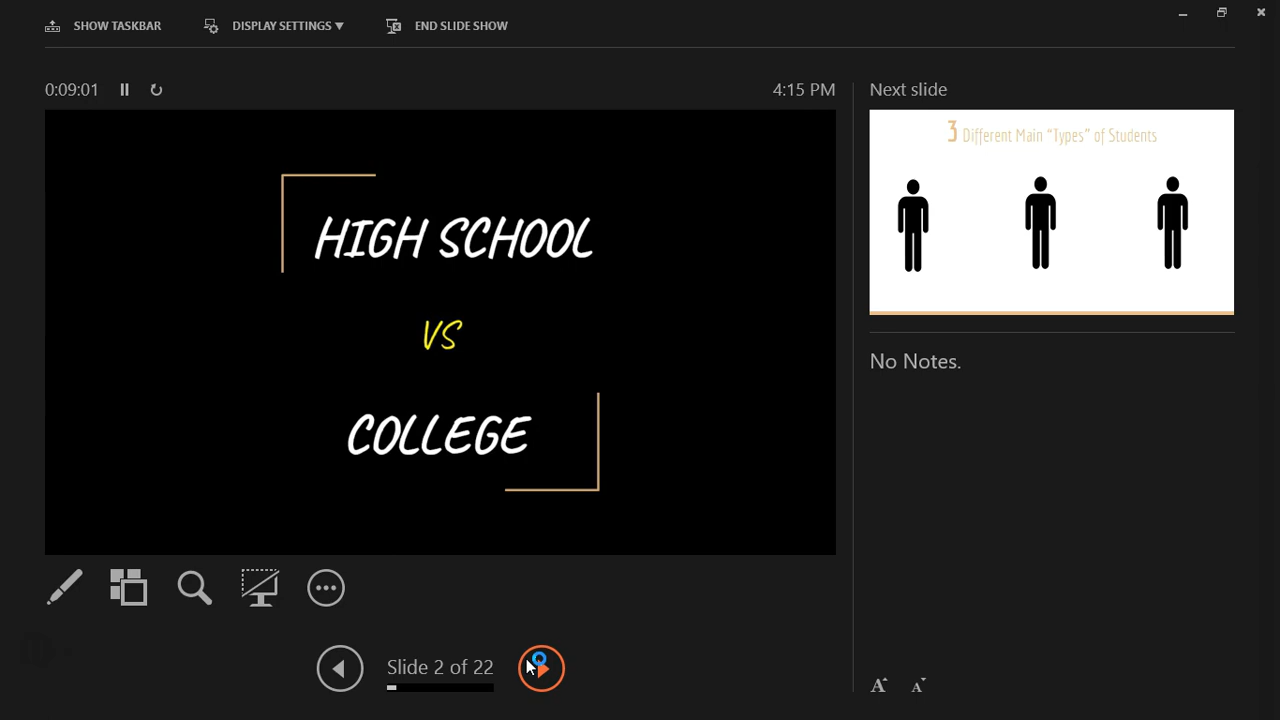 SHOW TASKBAR DISPLAY SETTINGS ▼ END SLIDE SHOW
0:09:01 4:15 PM Next slide
HIGH SCHOOL
VS
COLLEGE
3 Different Main “Types” of Students
No Notes.
Slide 2 of 22
A A